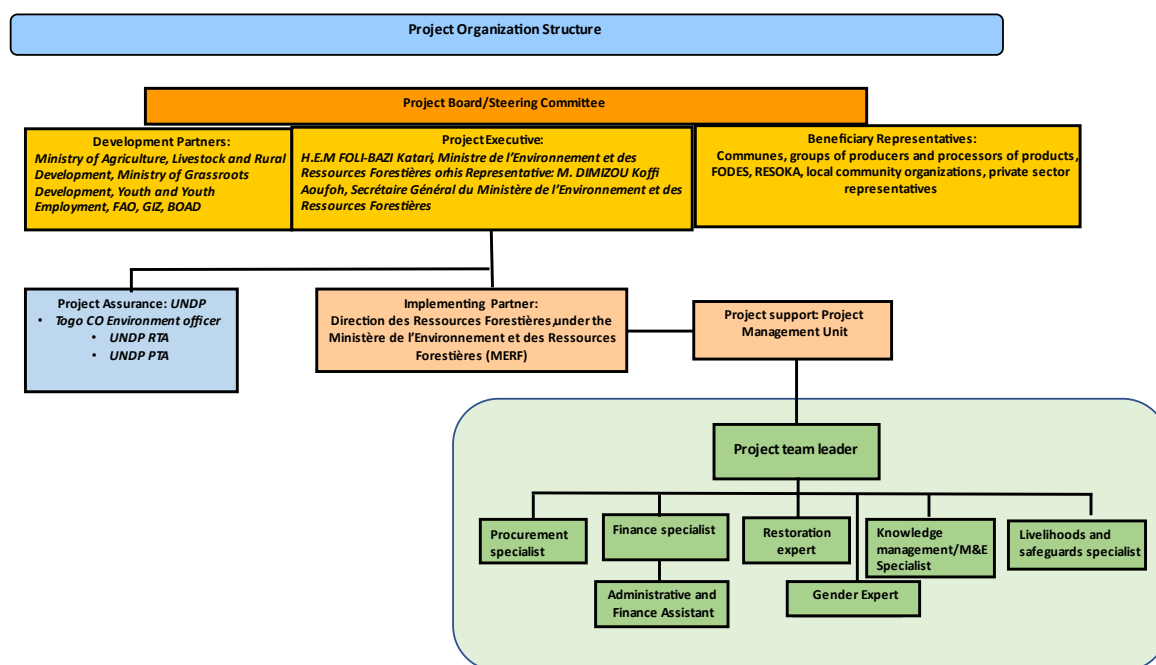 Project Organization Structure
Project Board/Steering Committee
Development Partners:
Ministry of Agriculture, Livestock and Rural
Development, Ministry of Grassroots
Development, Youth and Youth
Employment, FAO, GIZ, BOAD
Project Executive:
H.E.M FOLI-BAZI Katari, Ministre de l'Environnement et des
Ressources Forestières orhis Representative: M. DIMIZOU Koffi
Aoufoh, Secrétaire Général du Ministère de l'Environnement et des
Ressources Forestières
Beneficiary Representatives:
Communes, groups of producers and processors of products,
FODES, RESOKA, local community organizations, private sector
representatives
Project Assurance: UNDP
• Togo CO Environment officer
• UNDP RTA
• UNDP PTA
Implementing Partner:
Direction des Ressources Forestières,under the
Ministère de l'Environnement et des Ressources
Forestières (MERF)
Project support: Project
Management Unit
Project team leader
Procurement
specialist
Finance specialist
Restoration
expert
Knowledge
management/M&E
Specialist
Livelihoods and
safeguards specialist
Administrative and
Finance Assistant
Gender Expert